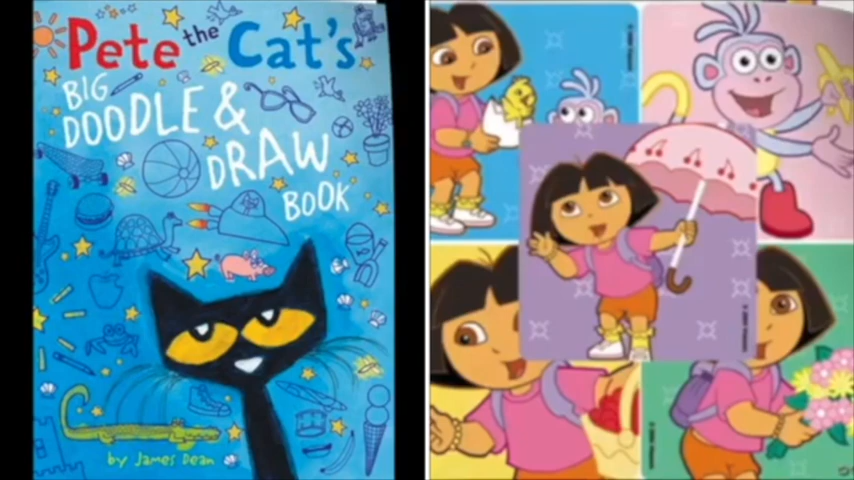 Pete the Cat's
BIG
DOODLE &
DRAW
BOOK
by James Dean